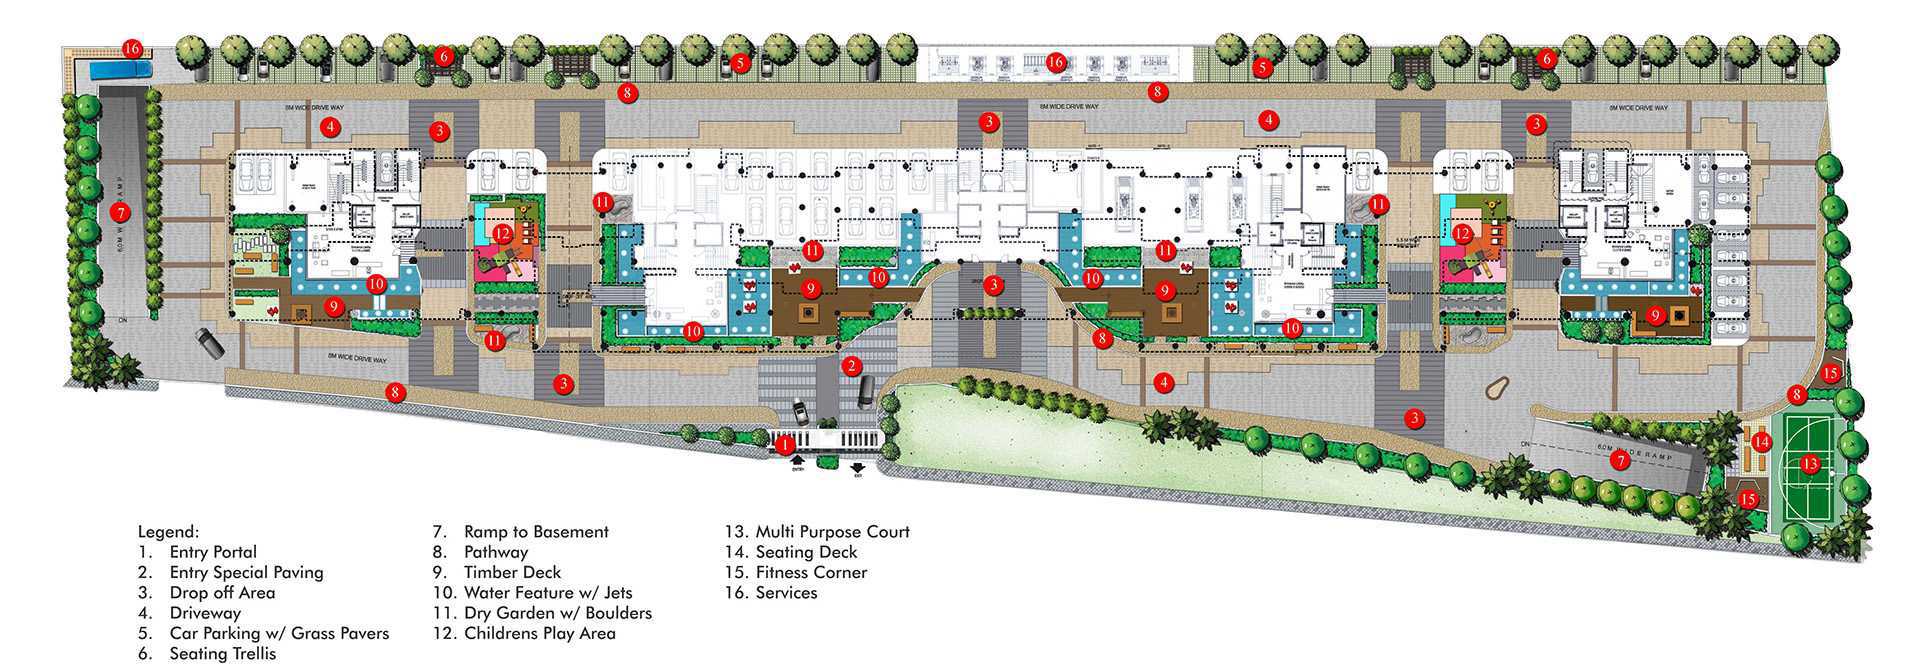 16
6
5
16
5
6
8
8
8M WIDE DRIVE WAY
8M WIDE DRIVE WAY
8M WIDE DRIVE WAY
4
3
3
4
3
6.0M WIDE RAMP
7
11
12
11
11
11
12
10
10
10
9
9
3
9
9
10
10
11
DN
8M WIDE DRIVE WAY
8
3
2
8
4
3
15
8
1
ENTRY
EXIT
DN
6.0M WIDE RAMP
7
14
13
15
Legend:
1. Entry Portal
2. Entry Special Paving
3. Drop off Area
4. Driveway
5. Car Parking w/ Grass Pavers
6. Seating Trellis
7. Ramp to Basement
8. Pathway
9. Timber Deck
10. Water Feature w/ Jets
11. Dry Garden w/ Boulders
12. Childrens Play Area
13. Multi Purpose Court
14. Seating Deck
15. Fitness Corner
16. Services